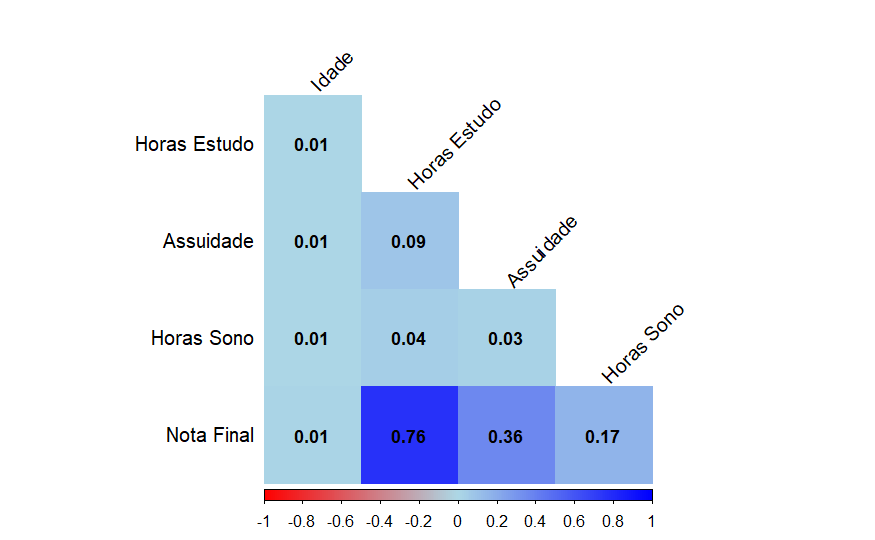 Idade
Horas Estudo
Horas Estudo 0.01
Assuidade
Assuidade 0.01 0.09
Horas Sono
Horas Sono 0.01 0.04 0.03
Nota Final 0.01 0.76 0.36 0.17
-1 -0.8 -0.6 -0.4 -0.2 0 0.2 0.4 0.6 0.8 1